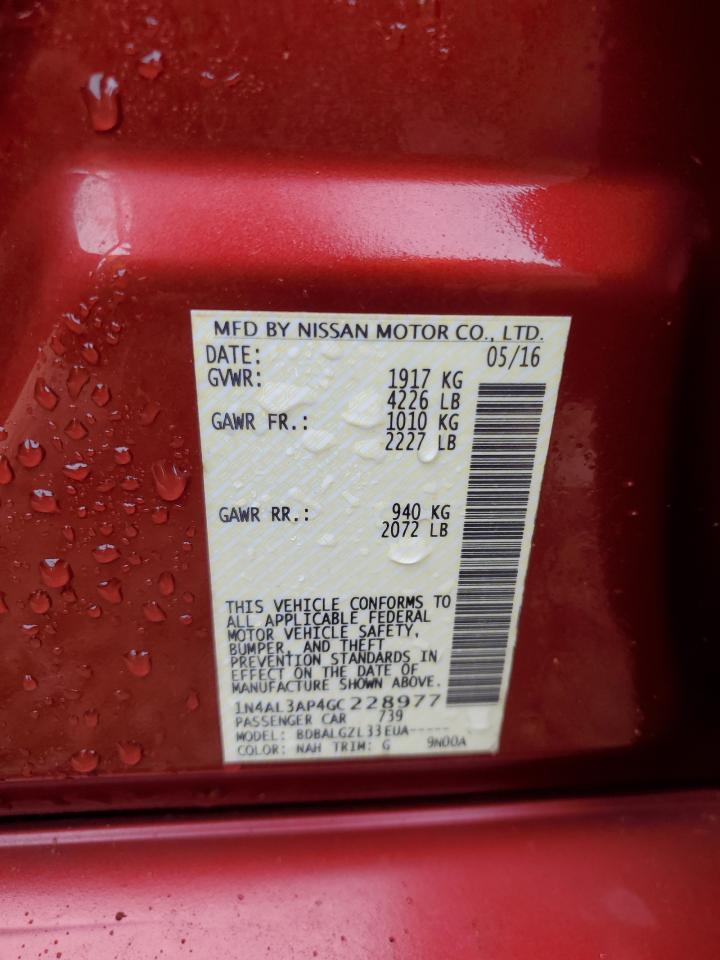 MFD BY NISSAN MOTOR CO., LTD.
DATE: 05/16
GVWR: 1917 KG
4226 LB
GAWR FR.: 1010 KG
2227 LB
GAWR RR.: 940 KG
2072 LB
THIS VEHICLE CONFORMS TO
ALL APPLICABLE FEDERAL
MOTOR VEHICLE SAFETY,
BUMPER, AND THEFT
PREVENTION STANDARDS IN
EFFECT ON THE DATE OF
MANUFACTURE SHOWN ABOVE.
1N4AL3AP4GC228977
PASSENGER CAR 739
MODEL: BDBALGZL33EUA-----
COLOR: NAH TRIM: G 9N00A